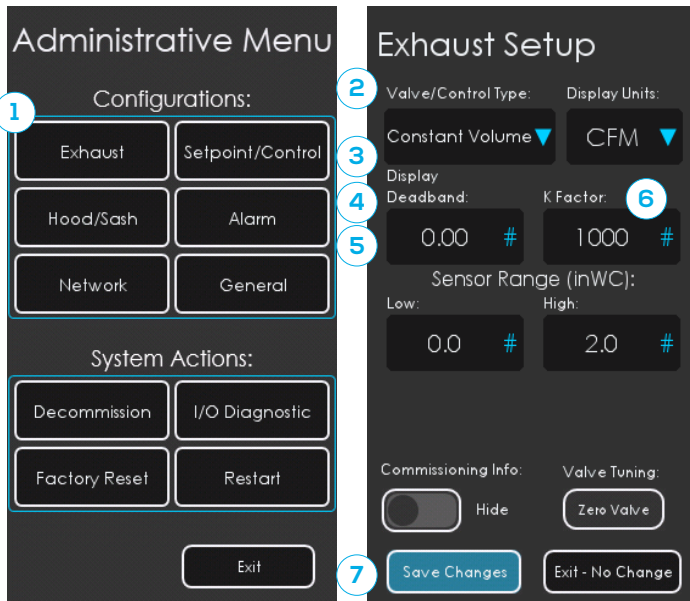 Administrative Menu
Configurations:
1
Exhaust
Setpoint/Control
Hood/Sash
Alarm
Network
General
System Actions:
Decommission
I/O Diagnostic
Factory Reset
Restart
Exit
Exhaust Setup
2
Valve/Control Type:
Display Units:
Constant Volume
CFM
3
Display
4
Deadband:
K Factor:
6
5
0.00 #
1000 #
Sensor Range (inWC):
Low:
High:
0.0 #
2.0 #
Commissioning Info:
Valve Tuning:
Hide
Zero Valve
7
Save Changes
Exit - No Change